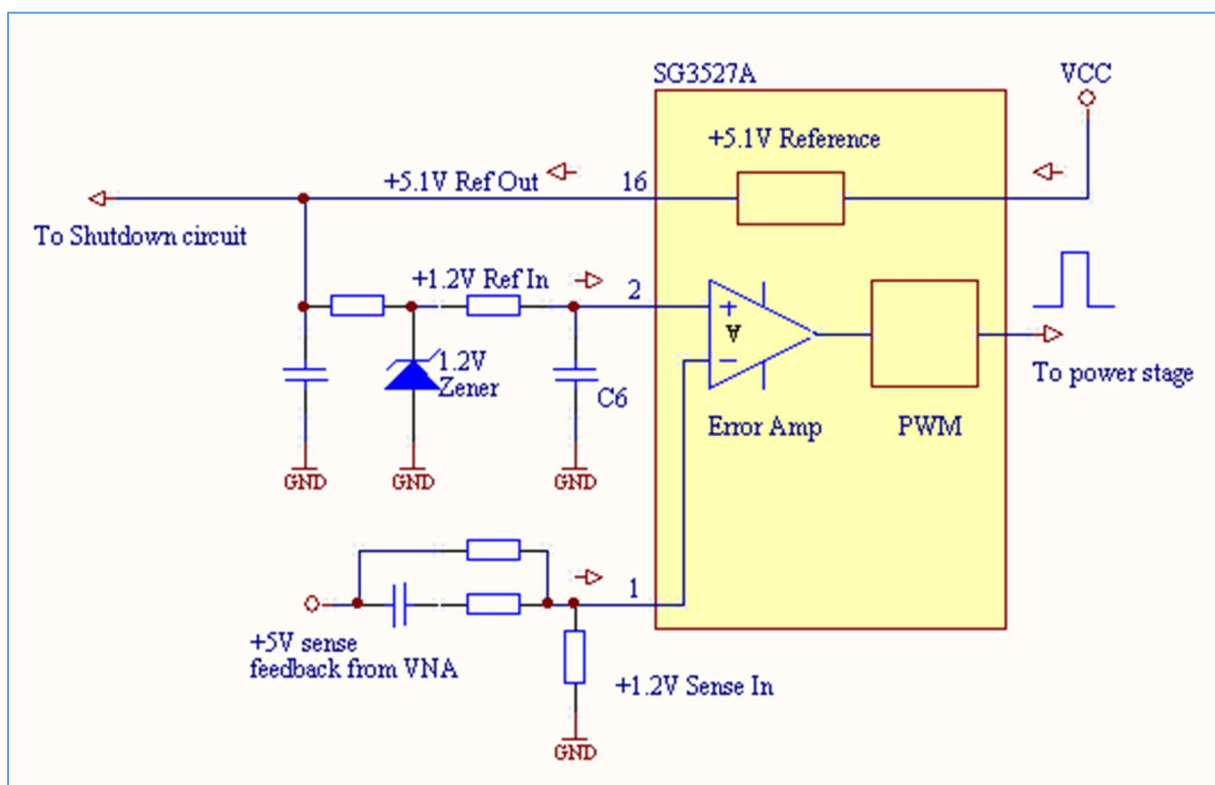 SG3527A
VCC
+5.1V Reference
+5.1V Ref Out
16
To Shutdown circuit
+1.2V Ref In
2
+
A
−
1.2V
Zener
C6
Error Amp
PWM
To power stage
GND
GND
GND
1
+5V sense
feedback from VNA
+1.2V Sense In
GND